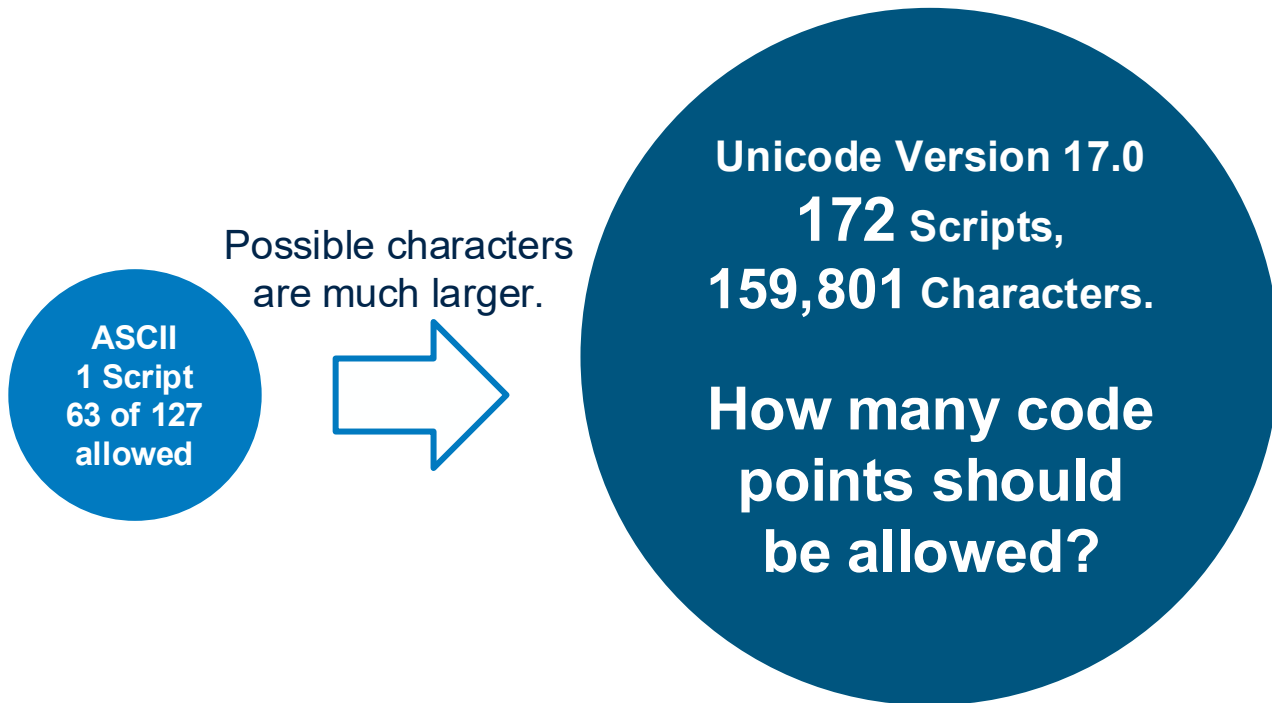 ASCII
1 Script
63 of 127
allowed
Possible characters
are much larger.
Unicode Version 17.0
172 Scripts,
159,801 Characters.
How many code
points should
be allowed?